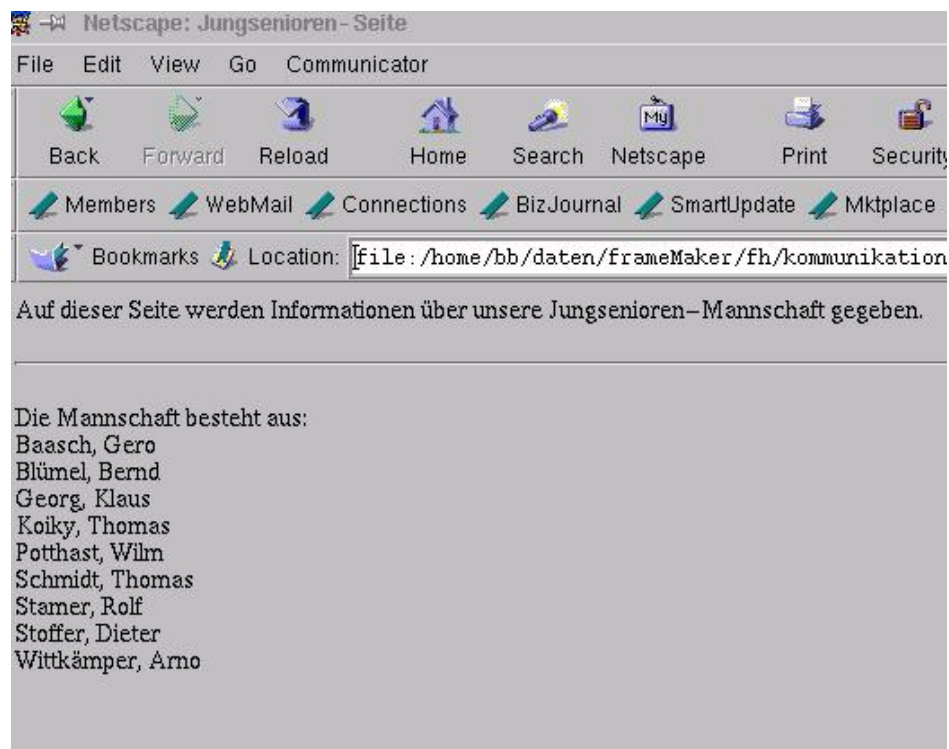 Netscape: Jungsenioren-Seite
File Edit View Go Communicator
My
Back Forward Reload Home Search Netscape Print Security
Members WebMail Connections BizJournal SmartUpdate Mktplace
Bookmarks Location: file:/home/bb/daten/frameMaker/fh/kommunikation
Auf dieser Seite werden Informationen über unsere Jungsenioren-Mannschaft gegeben.
Die Mannschaft besteht aus:
Baasch, Gero
Blümel, Bernd
Georg, Klaus
Koiky, Thomas
Potthast, Wilm
Schmidt, Thomas
Stamer, Rolf
Stoffer, Dieter
Wittkämper, Arno